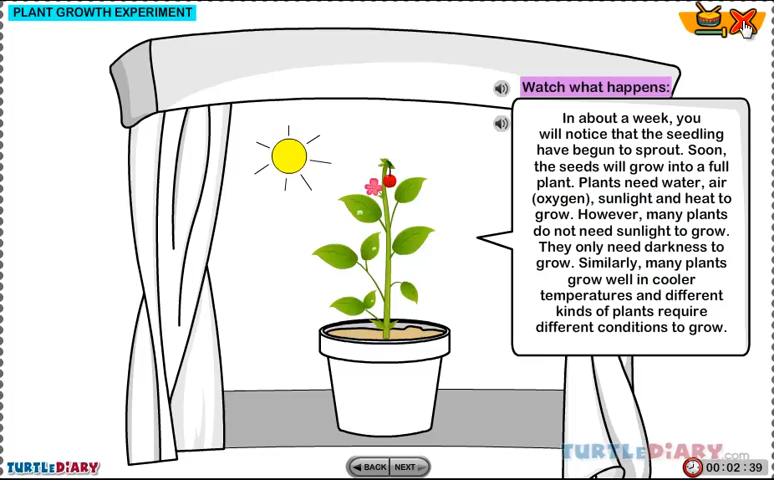 PLANT GROWTH EXPERIMENT
Watch what happens:
In about a week, you
will notice that the seedling
have begun to sprout. Soon,
the seeds will grow into a full
plant. Plants need water, air
(oxygen), sunlight and heat to
grow. However, many plants
do not need sunlight to grow.
They only need darkness to
grow. Similarly, many plants
grow well in cooler
temperatures and different
kinds of plants require
different conditions to grow.
TURTLEDiARY.com
TURTLEDiARY
BACK NEXT
00:02:39